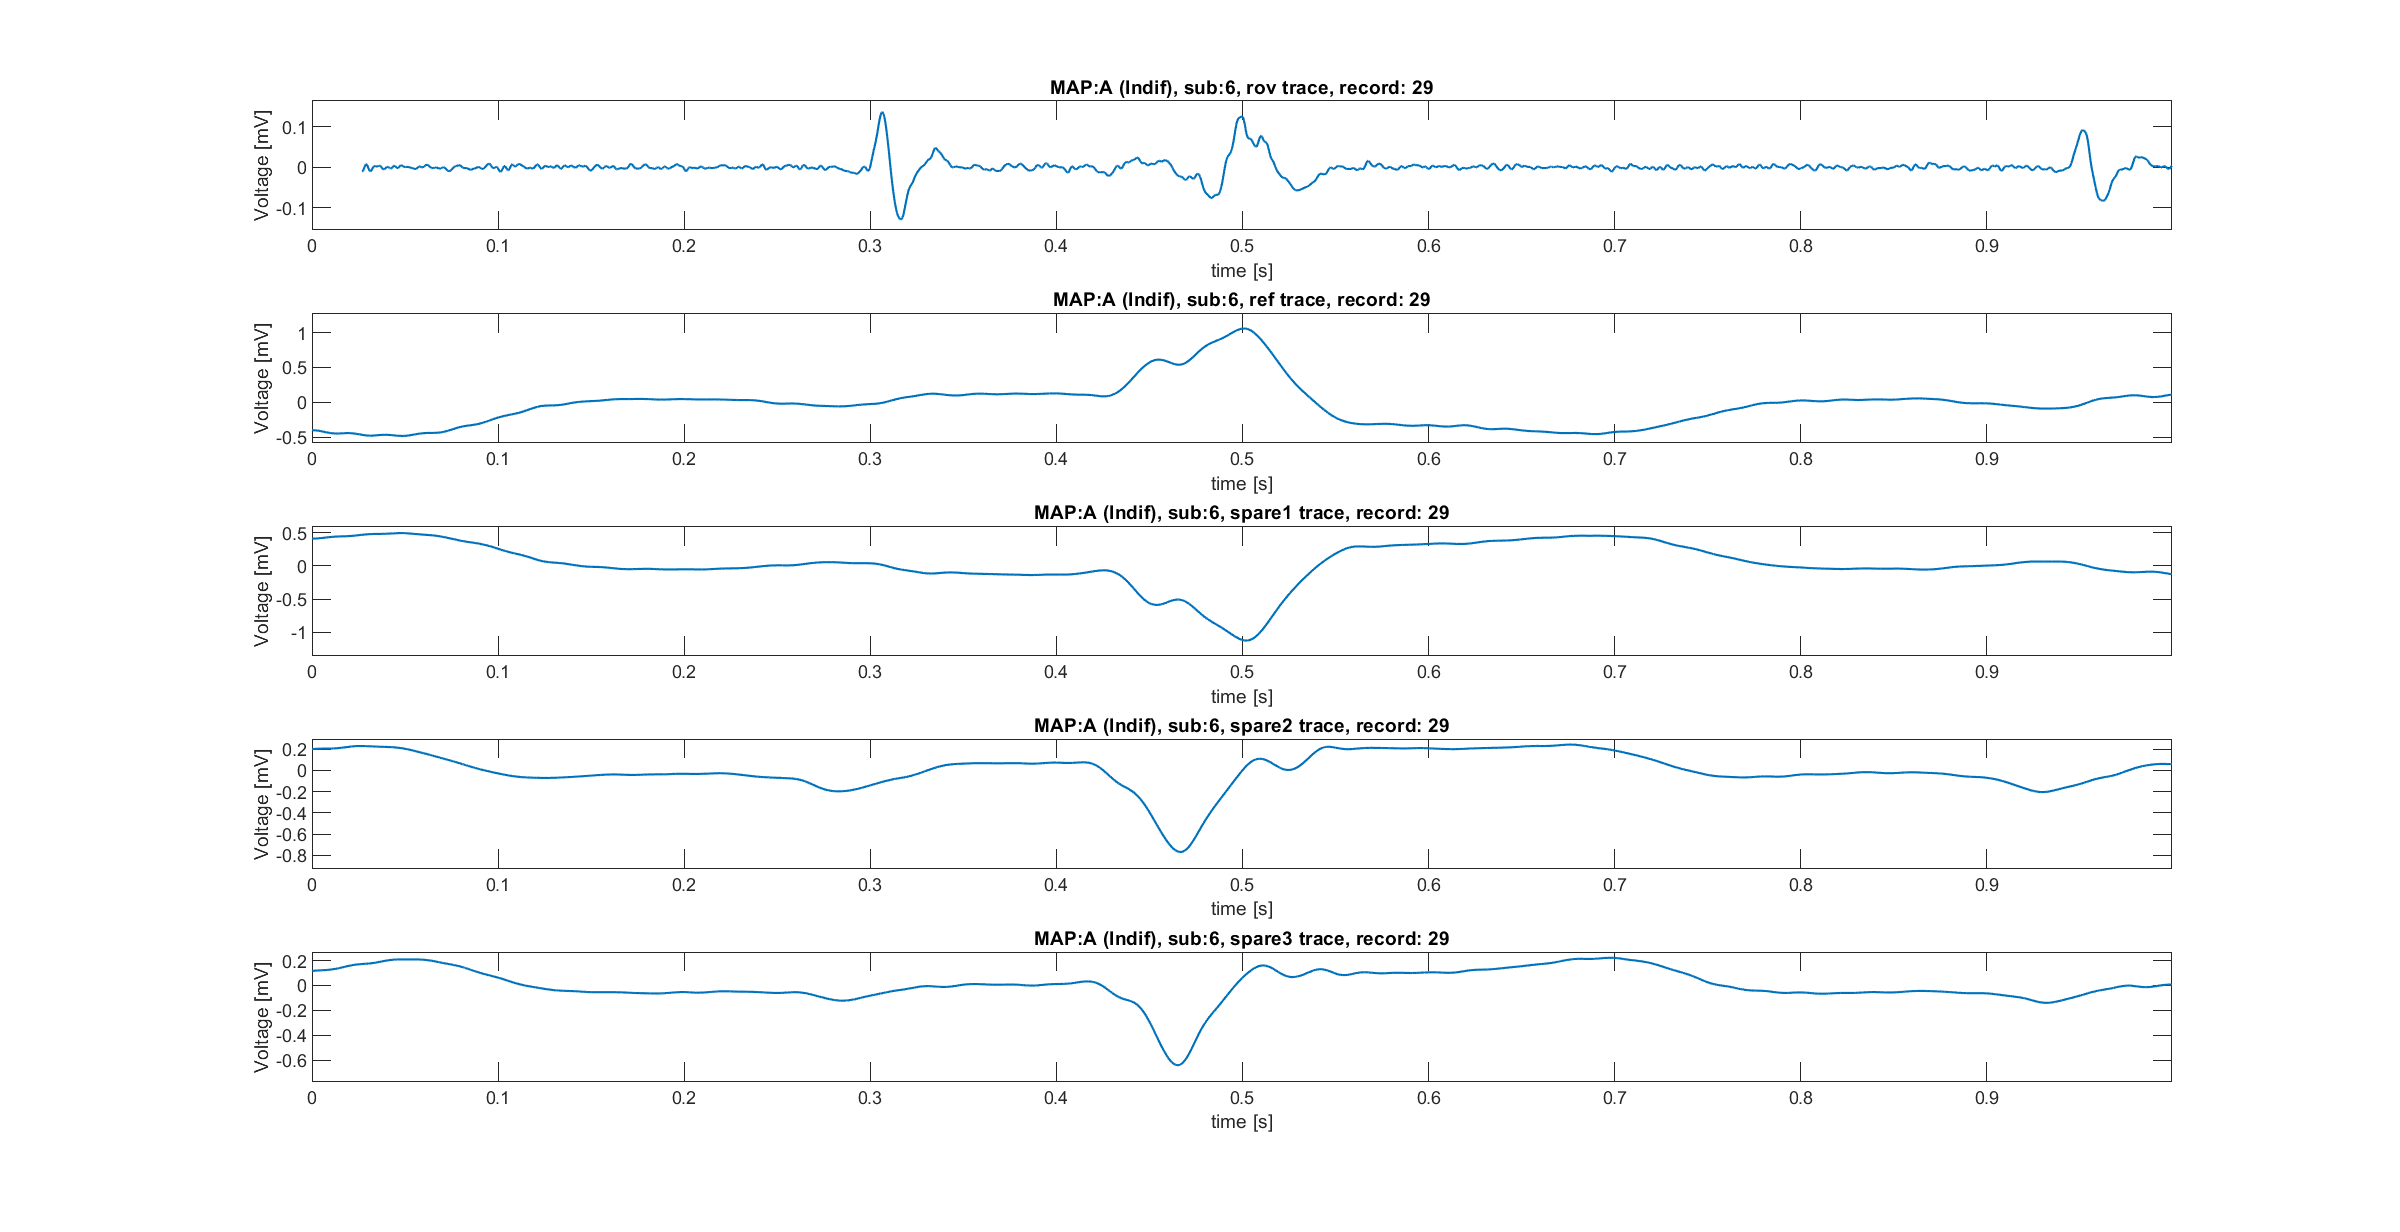 MAP:A (Indif), sub:6, rov trace, record: 29
Voltage [mV]
0.1
0
-0.1
0 0.1 0.2 0.3 0.4 0.5 0.6 0.7 0.8 0.9
time [s]
MAP:A (Indif), sub:6, ref trace, record: 29
Voltage [mV]
1
0.5
0
-0.5
0 0.1 0.2 0.3 0.4 0.5 0.6 0.7 0.8 0.9
time [s]
MAP:A (Indif), sub:6, spare1 trace, record: 29
Voltage [mV]
0.5
0
-0.5
-1
0 0.1 0.2 0.3 0.4 0.5 0.6 0.7 0.8 0.9
time [s]
MAP:A (Indif), sub:6, spare2 trace, record: 29
Voltage [mV]
0.2
0
-0.2
-0.4
-0.6
-0.8
0 0.1 0.2 0.3 0.4 0.5 0.6 0.7 0.8 0.9
time [s]
MAP:A (Indif), sub:6, spare3 trace, record: 29
Voltage [mV]
0.2
0
-0.2
-0.4
-0.6
0 0.1 0.2 0.3 0.4 0.5 0.6 0.7 0.8 0.9
time [s]